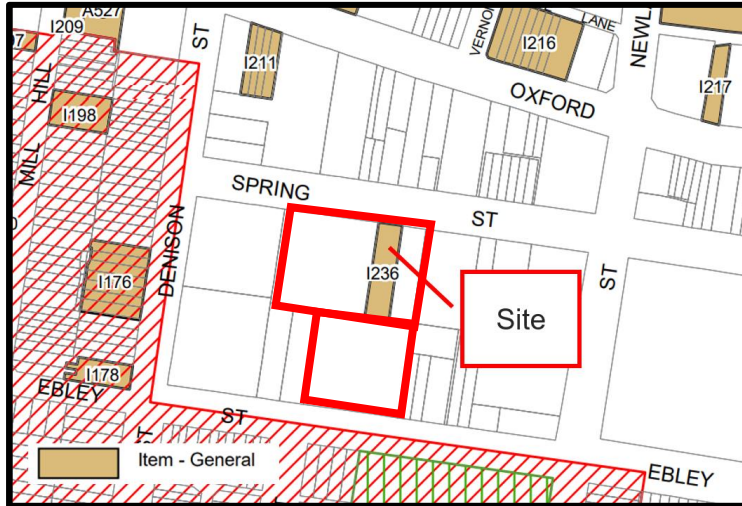 A527
I209
ST
VERNON
LANE
I216
NEWL
07
HILL
I211
I217
I198
OXFORD
MILL
SPRING
ST
DENISON
I236
ST
I176
Site
I178
EBLEY
ST
ST
EBLEY
Item - General